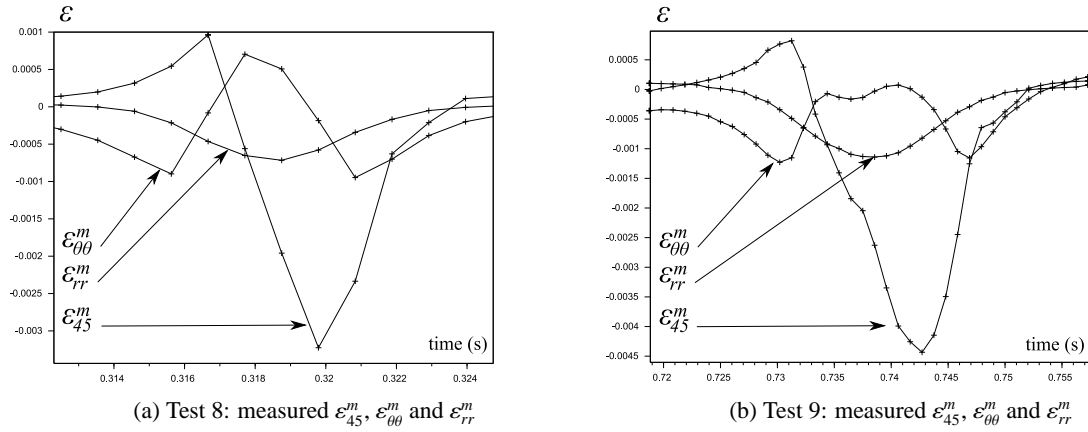 ε
0.001
0.0005
0
-0.0005
-0.001
-0.0015
-0.002
-0.0025
-0.003
ε^m_θθ
ε^m_rr
ε^m_45
time (s)
0.314 0.316 0.318 0.32 0.322 0.324
(a) Test 8: measured ε^m_45, ε^m_θθ and ε^m_rr
ε
0.001
0.0005
0
-0.0005
-0.001
-0.0015
-0.002
-0.0025
-0.003
-0.0035
-0.004
-0.0045
ε^m_θθ
ε^m_rr
ε^m_45
time (s)
0.72 0.725 0.73 0.735 0.74 0.745 0.75 0.755
(b) Test 9: measured ε^m_45, ε^m_θθ and ε^m_rr